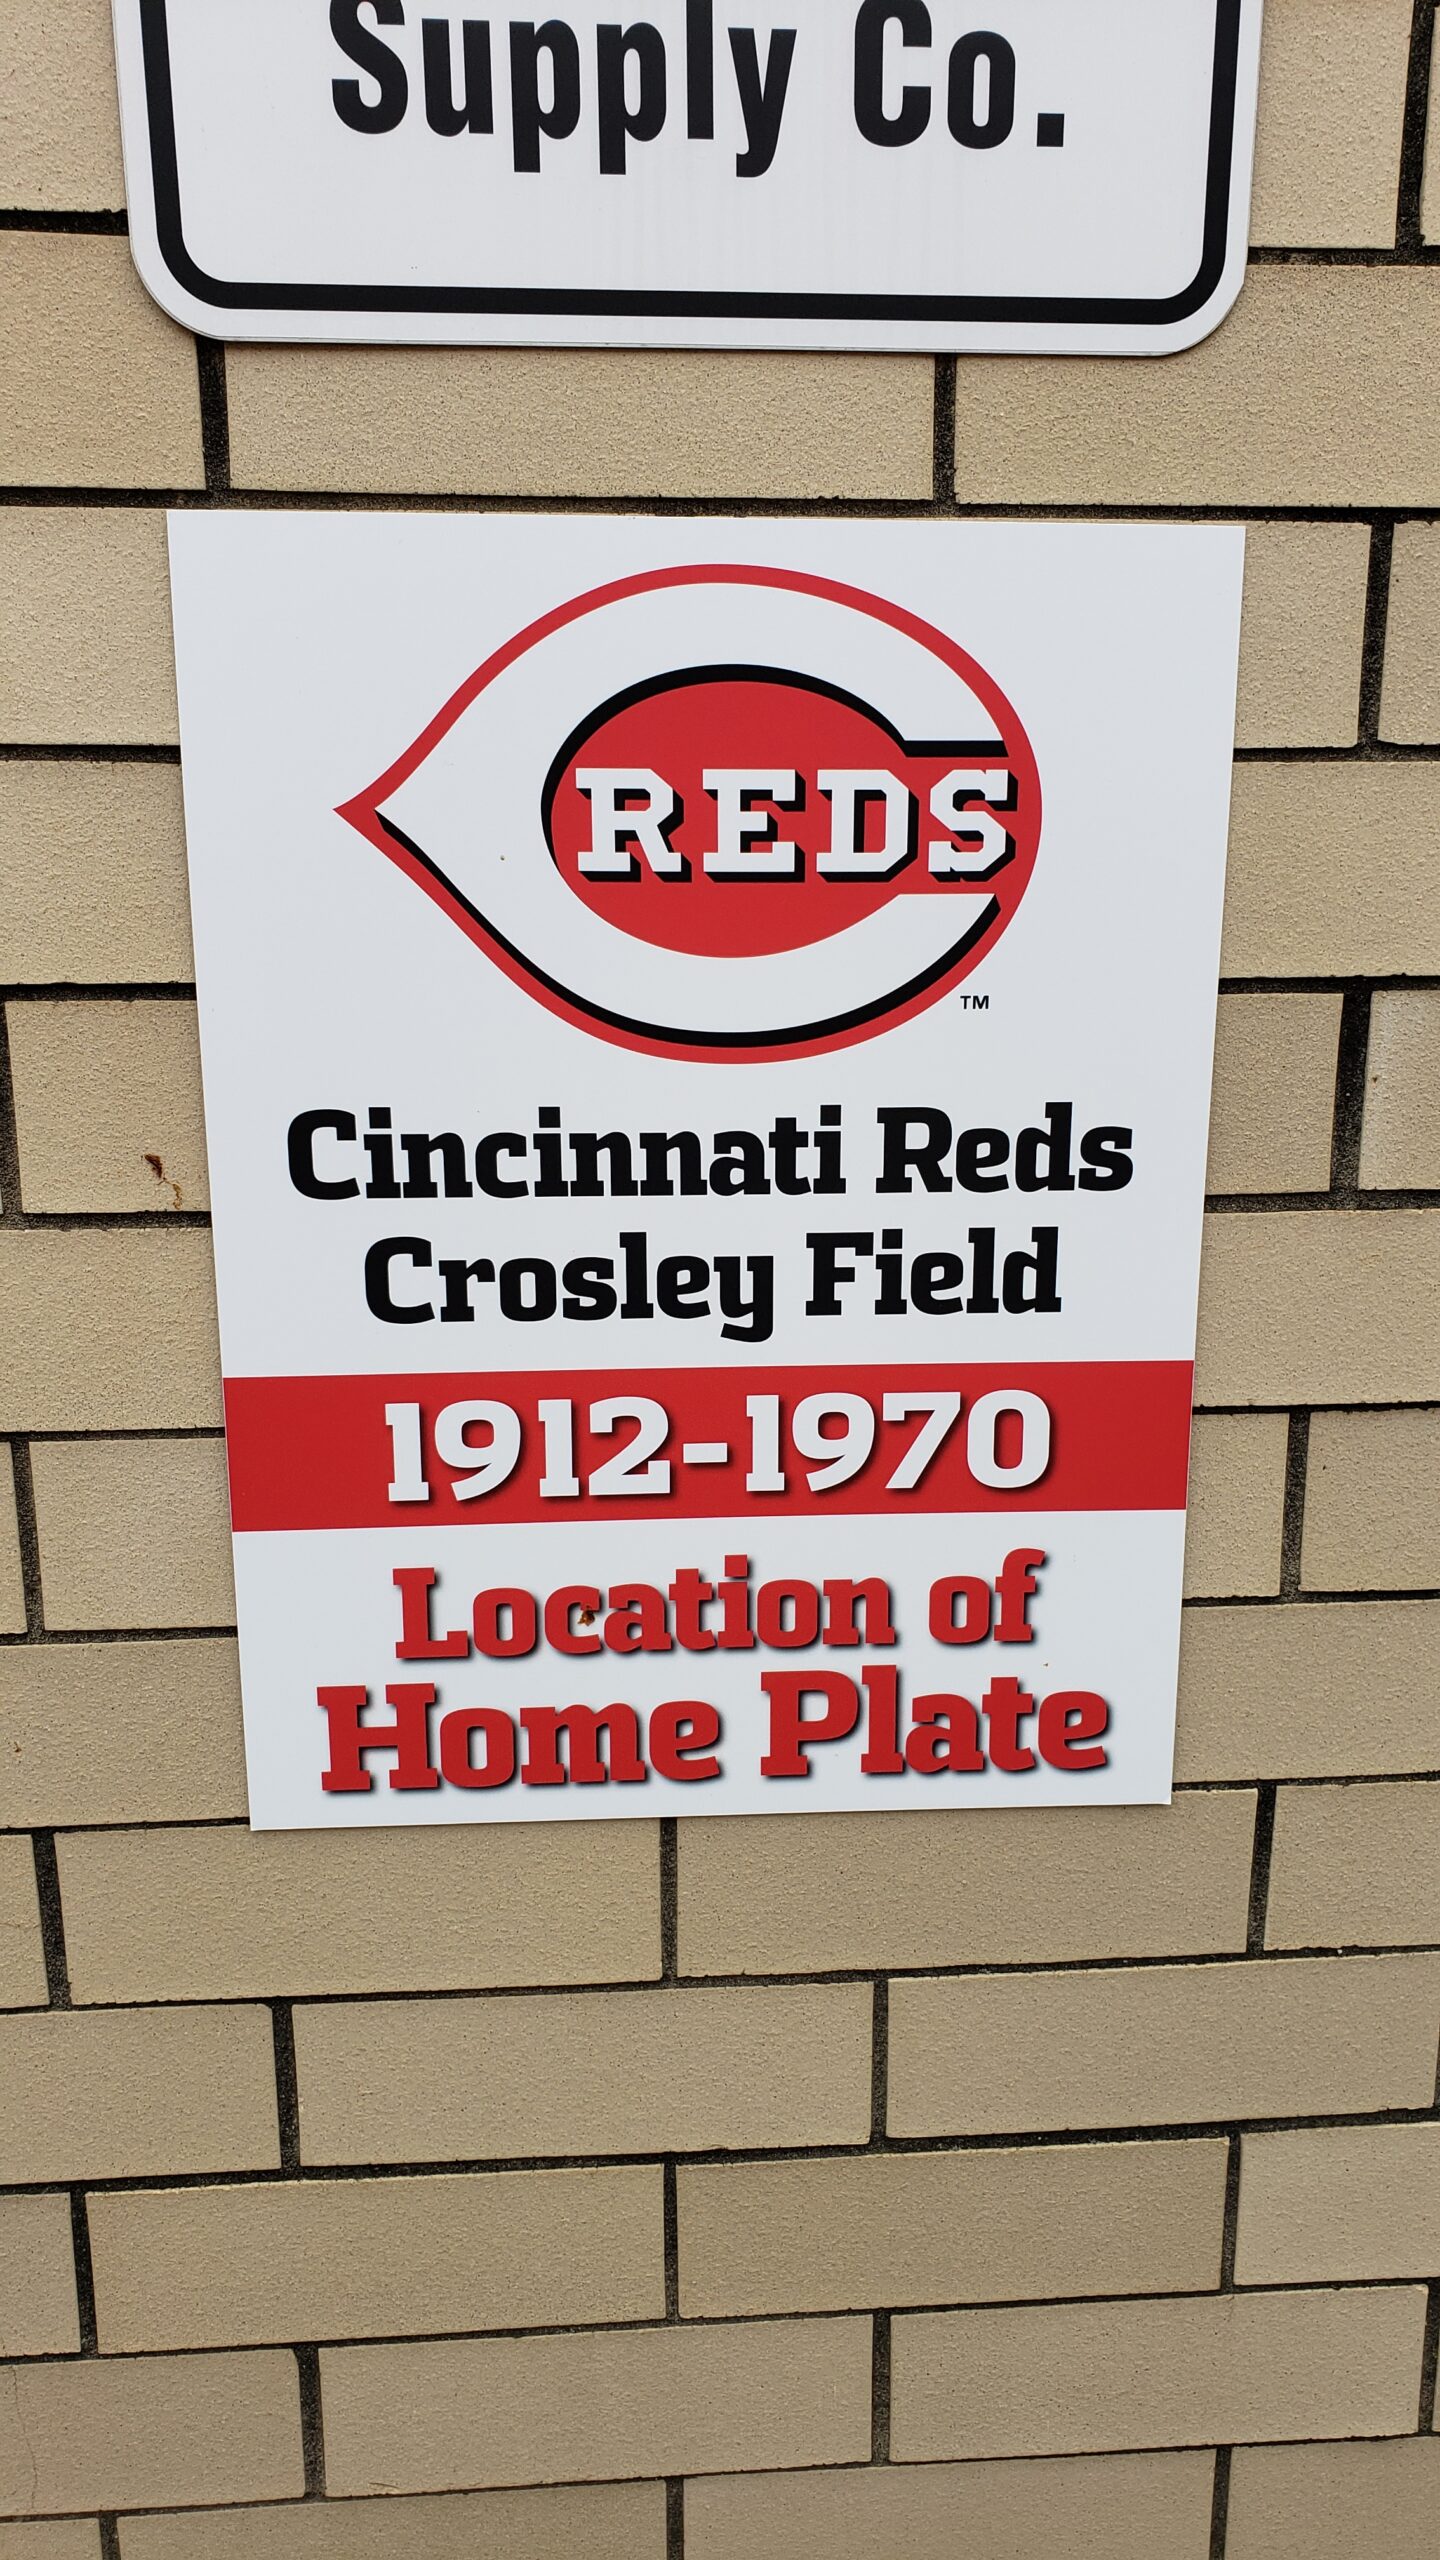 Supply Co.
REDS
TM
Cincinnati Reds
Crosley Field
1912-1970
Location of
Home Plate